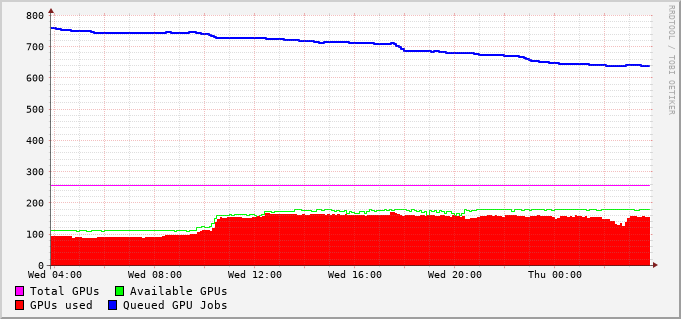 800
700
600
500
400
300
200
100
0
Wed 04:00 Wed 08:00 Wed 12:00 Wed 16:00 Wed 20:00 Thu 00:00
Total GPUs Available GPUs
GPUs used Queued GPU Jobs
RRDTOOL / TOBI OETIKER